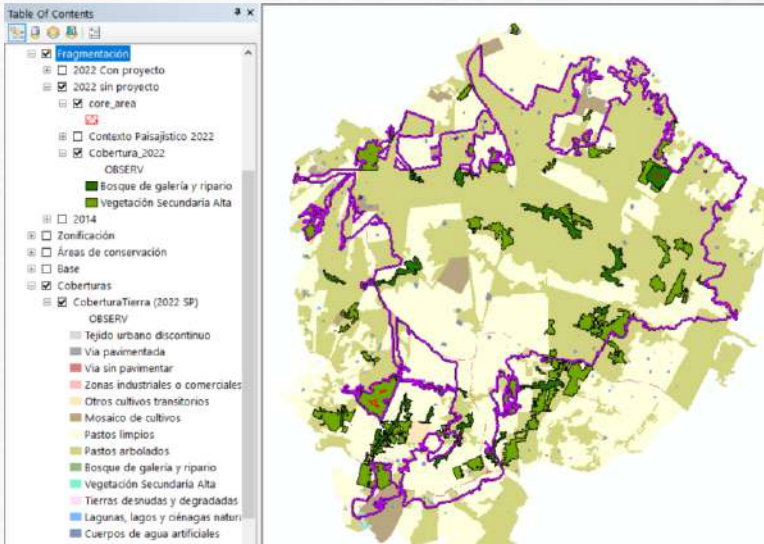 Table Of Contents
Fragmentación
2022 Con proyecto
2022 sin proyecto
core_area
Contexto Paisajístico 2022
Cobertura_2022
OBSERV
Bosque de galería y ripario
Vegetación Secundaria Alta
2014
Zonificación
Áreas de conservación
Base
Coberturas
CoberturaTierra (2022 SP)
OBSERV
Tejido urbano discontinuo
Via pavimentada
Via sin pavimentar
Zonas industriales o comerciales
Otros cultivos transitorios
Mosaico de cultivos
Pastos limpios
Pastos arbolados
Bosque de galería y ripario
Vegetación Secundaria Alta
Tierras desnudas y degradadas
Lagunas, lagos y ciénagas natura
Cuerpos de agua artificiales